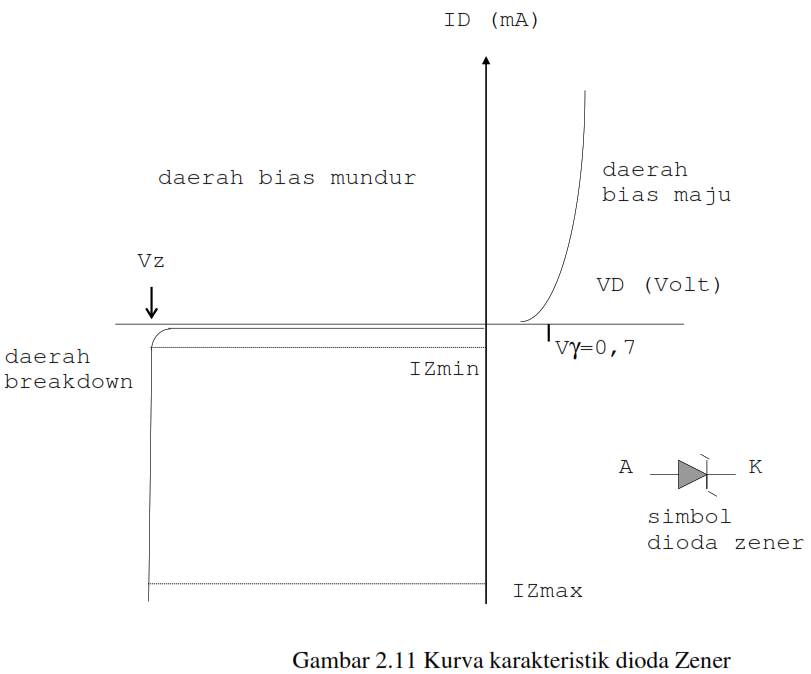 ID (mA)
daerah bias mundur
daerah
bias maju
Vz
VD (Volt)
daerah
breakdown
Vγ=0,7
IZmin
A
K
simbol
dioda zener
IZmax
Gambar 2.11 Kurva karakteristik dioda Zener